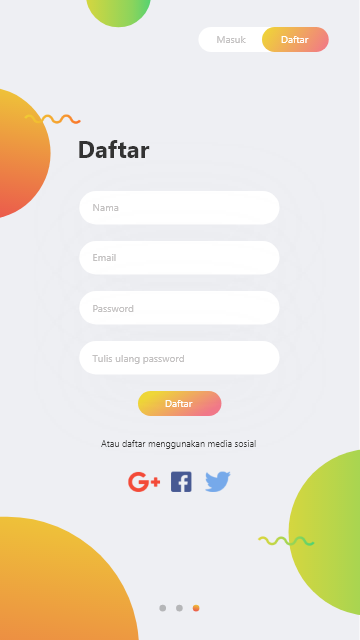 Masuk
Daftar
Daftar
Nama
Email
Password
Tulis ulang password
Daftar
Atau daftar menggunakan media sosial